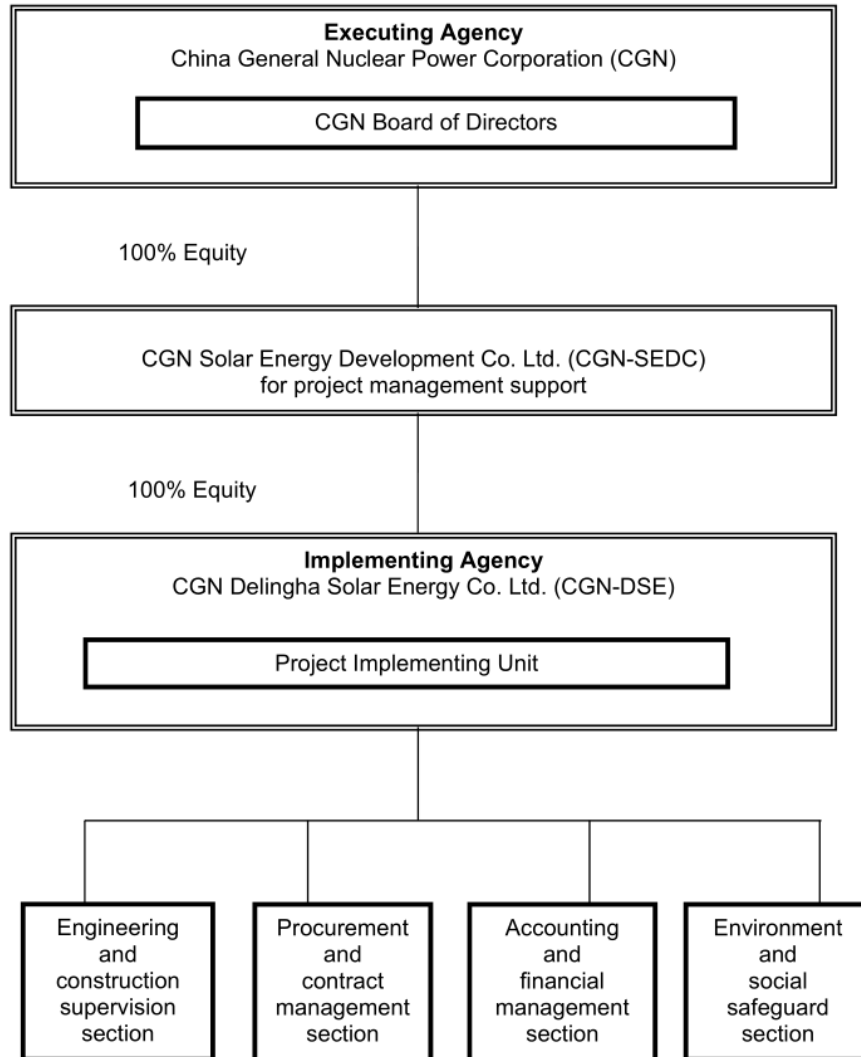 Executing Agency
China General Nuclear Power Corporation (CGN)
CGN Board of Directors
100% Equity
CGN Solar Energy Development Co. Ltd. (CGN-SEDC)
for project management support
100% Equity
Implementing Agency
CGN Delingha Solar Energy Co. Ltd. (CGN-DSE)
Project Implementing Unit
Engineering
and
construction
supervision
section
Procurement
and
contract
management
section
Accounting
and
financial
management
section
Environment
and
social
safeguard
section